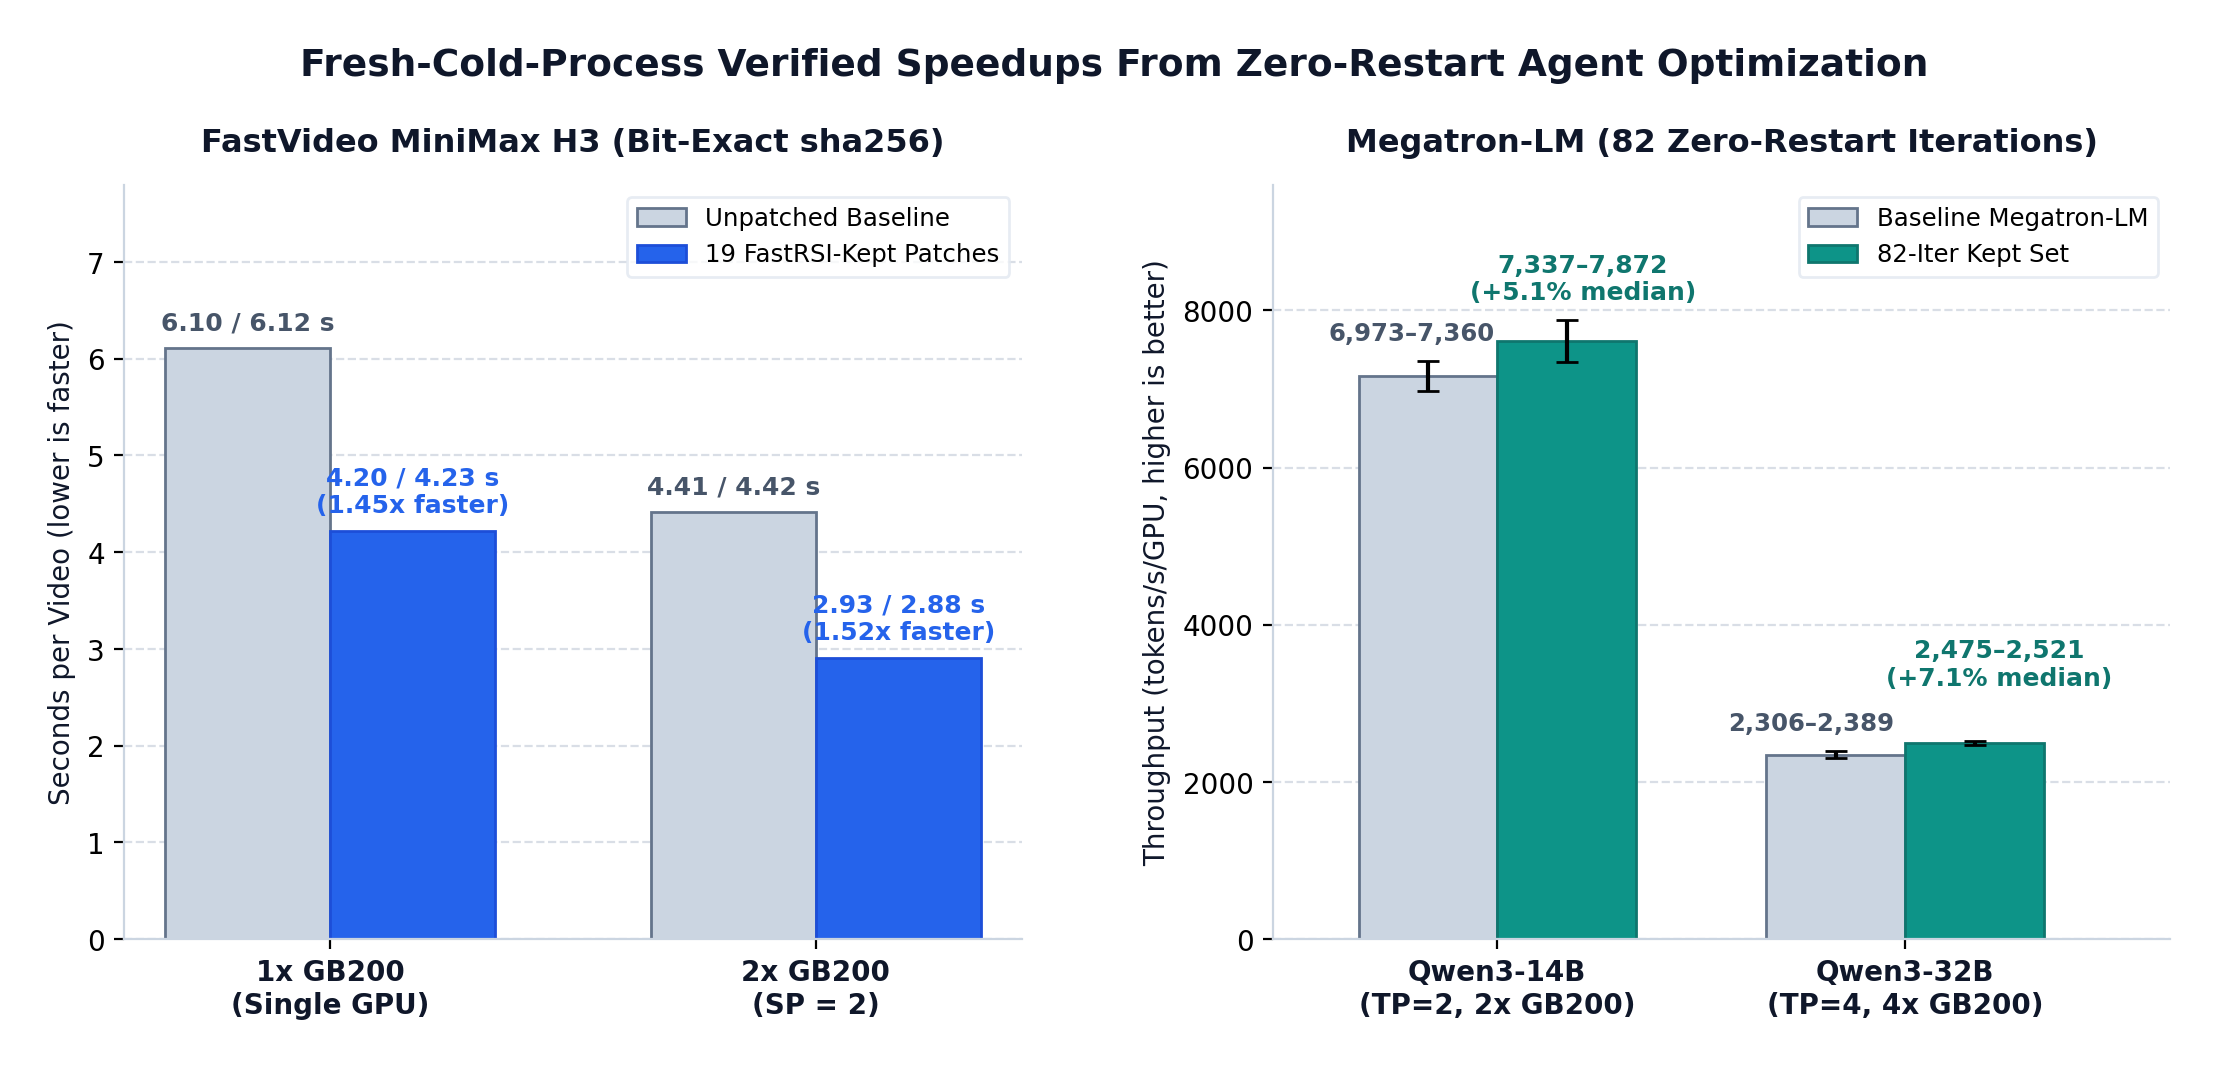 Fresh-Cold-Process Verified Speedups From Zero-Restart Agent Optimization
FastVideo MiniMax H3 (Bit-Exact sha256)
Seconds per Video (lower is faster)
7
6
5
4
3
2
1
0
Unpatched Baseline
19 FastRSI-Kept Patches
6.10 / 6.12 s
4.20 / 4.23 s
(1.45x faster)
4.41 / 4.42 s
2.93 / 2.88 s
(1.52x faster)
1x GB200
(Single GPU)
2x GB200
(SP = 2)
Megatron-LM (82 Zero-Restart Iterations)
Throughput (tokens/s/GPU, higher is better)
8000
6000
4000
2000
0
Baseline Megatron-LM
82-Iter Kept Set
6,973–7,360
7,337–7,872
(+5.1% median)
2,306–2,389
2,475–2,521
(+7.1% median)
Qwen3-14B
(TP=2, 2x GB200)
Qwen3-32B
(TP=4, 4x GB200)